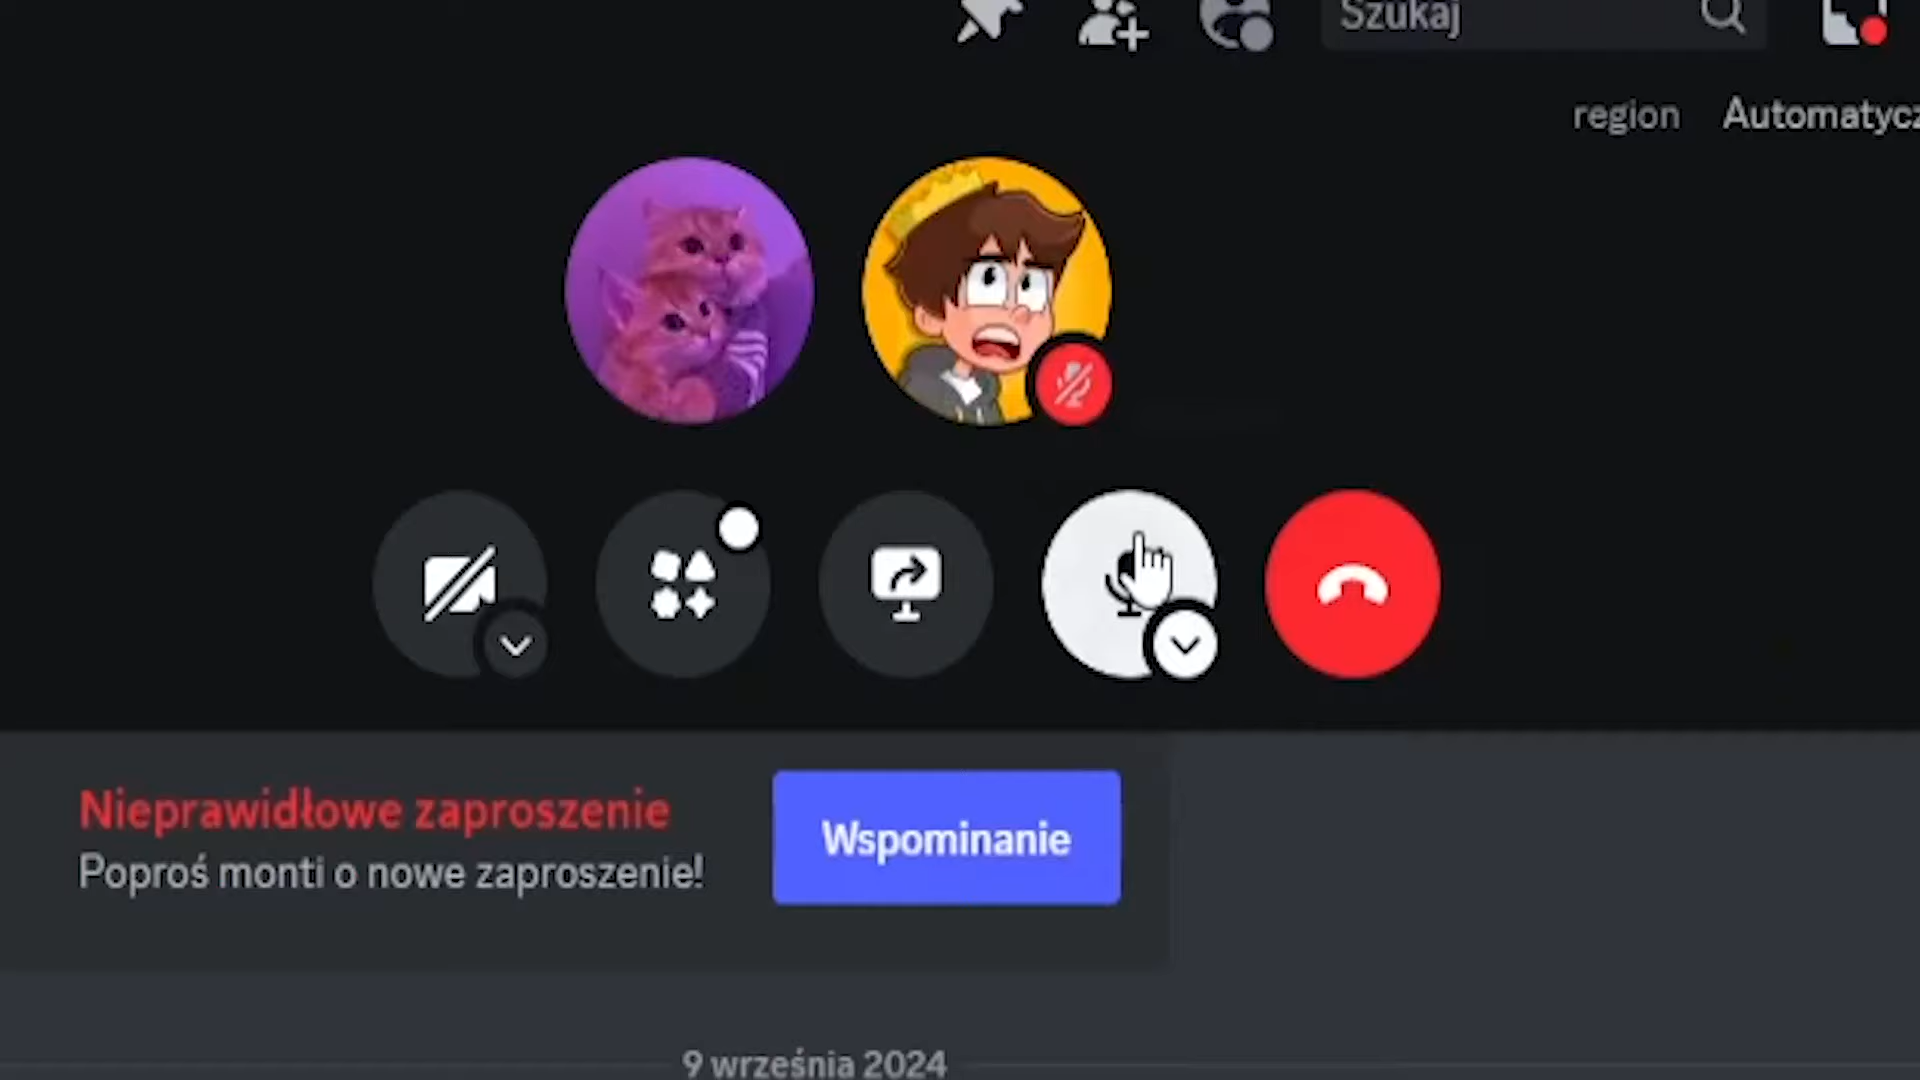 Szukaj
region Automatycz
Nieprawidłowe zaproszenie
Poproś monti o nowe zaproszenie!
Wspominanie
9 września 2024